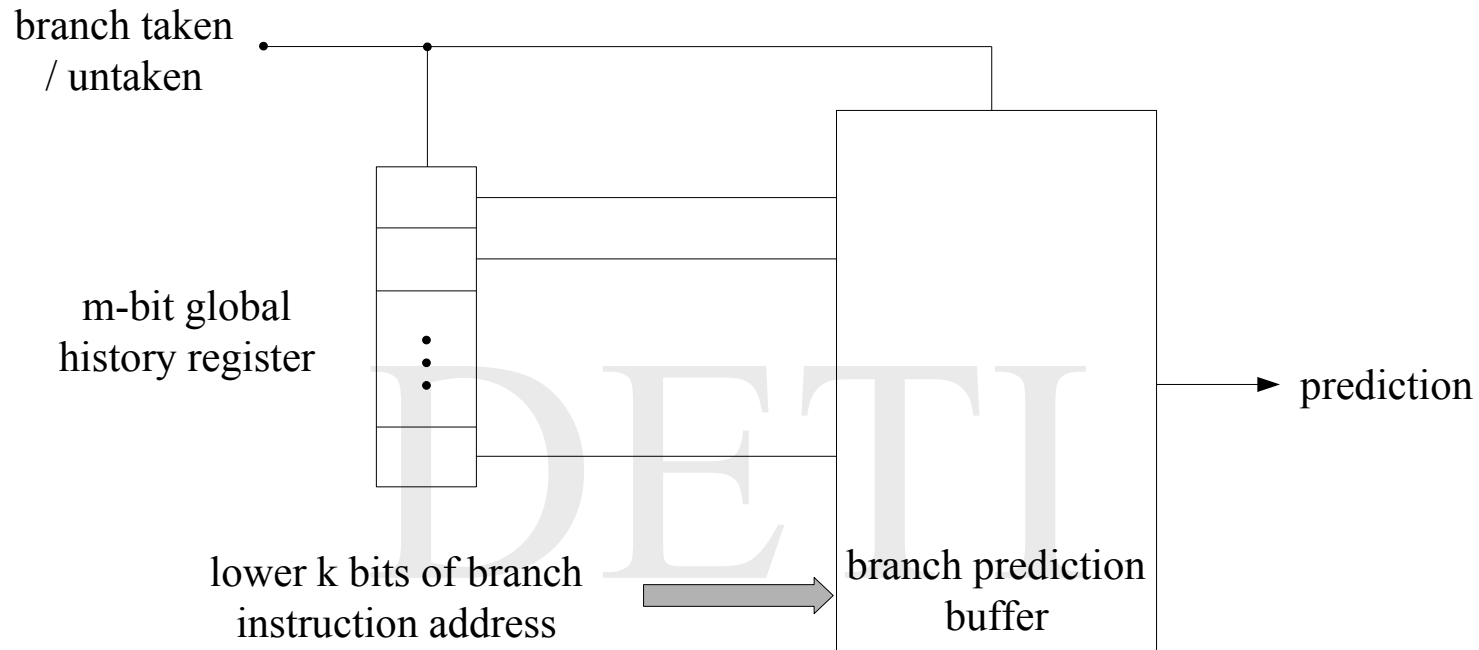 branch taken
/ untaken
m-bit global
history register
prediction
DETI
lower k bits of branch
instruction address
branch prediction
buffer